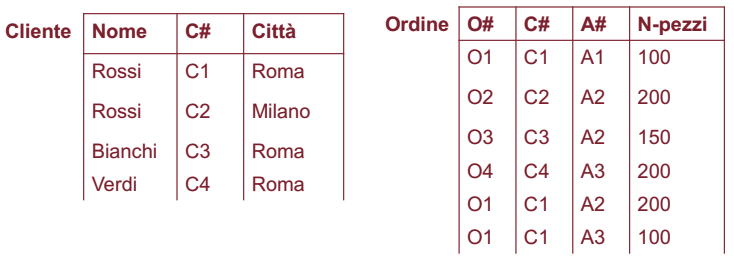 Cliente Nome C# Città
Rossi C1 Roma
Rossi C2 Milano
Bianchi C3 Roma
Verdi C4 Roma
Ordine O# C# A# N-pezzi
O1 C1 A1 100
O2 C2 A2 200
O3 C3 A2 150
O4 C4 A3 200
O1 C1 A2 200
O1 C1 A3 100